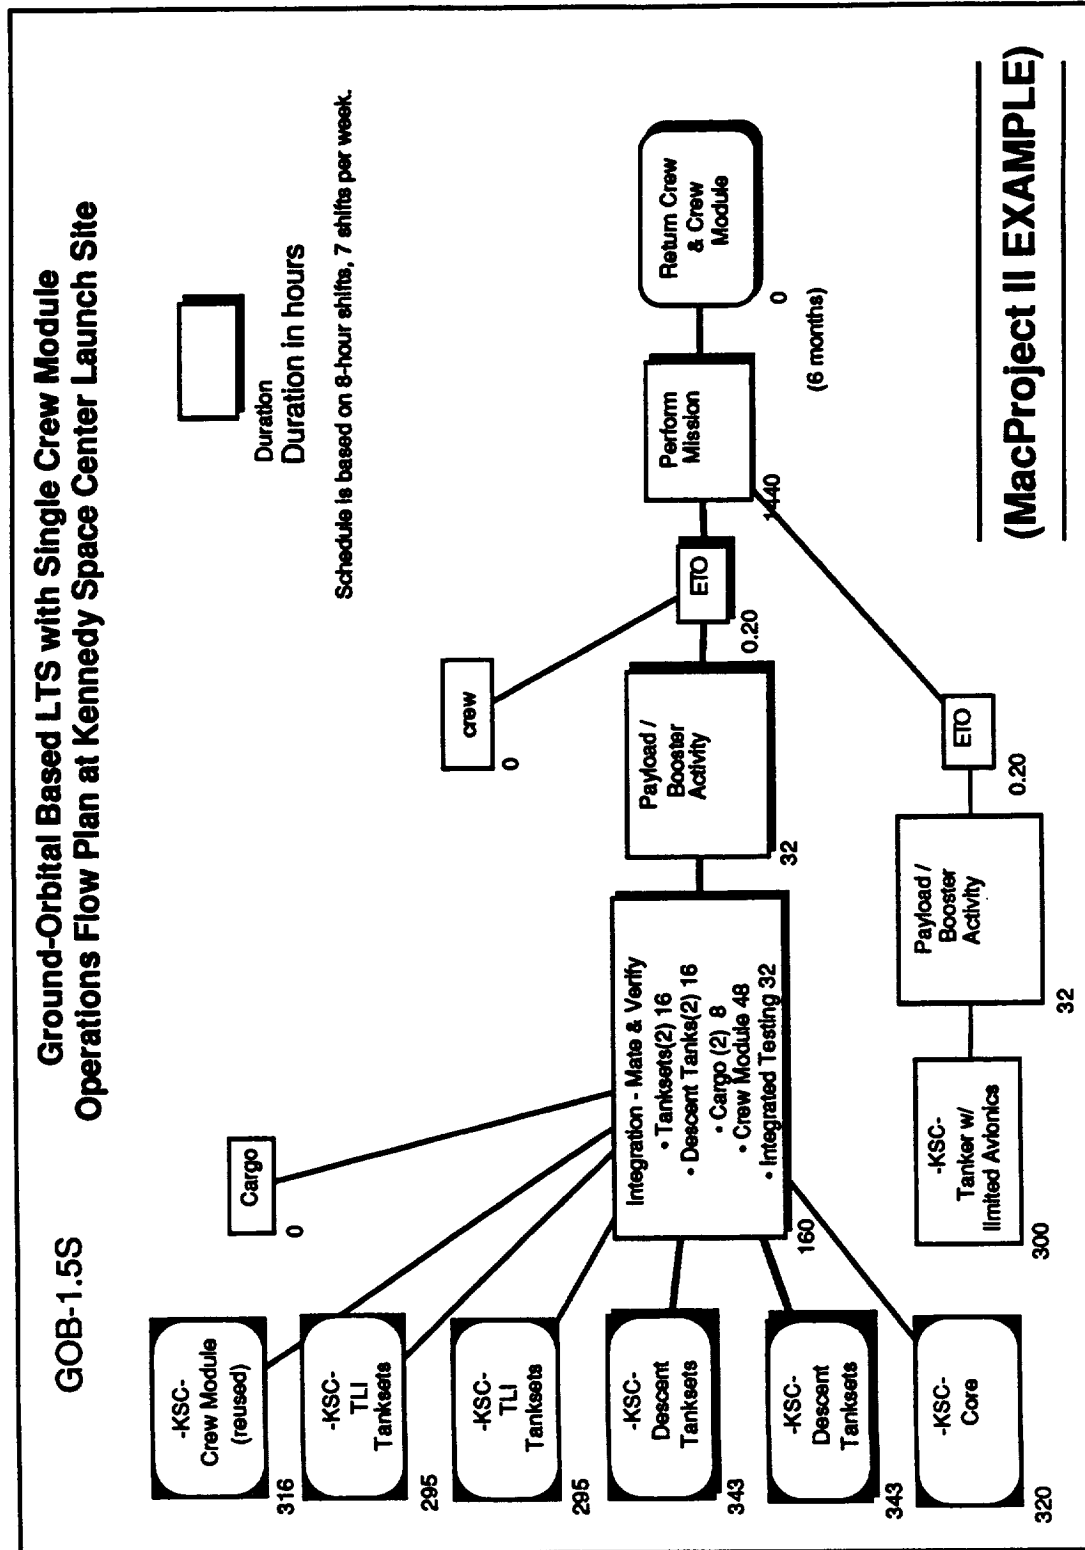 GOB-1.5S
Ground-Orbital Based LTS with Single Crew Module
Operations Flow Plan at Kennedy Space Center Launch Site
Duration
Duration in hours
Schedule is based on 8-hour shifts, 7 shifts per week.
-KSC-
Crew Module
(reused)
316
-KSC-
TLI
Tanksets
295
-KSC-
TLI
Tanksets
295
-KSC-
Descent
Tanksets
343
-KSC-
Descent
Tanksets
343
-KSC-
Core
320
Cargo
0
Integration - Mate & Verify
• Tanksets(2) 16
• Descent Tanks(2) 16
• Cargo (2) 8
• Crew Module 48
• Integrated Testing 32
160
Payload /
Booster
Activity
32
crew
0
ETO
0.20
Perform
Mission
1440
Return Crew
& Crew
Module
0
(6 months)
-KSC-
Tanker w/
limited Avionics
300
Payload /
Booster
Activity
32
ETO
0.20
(MacProject II EXAMPLE)